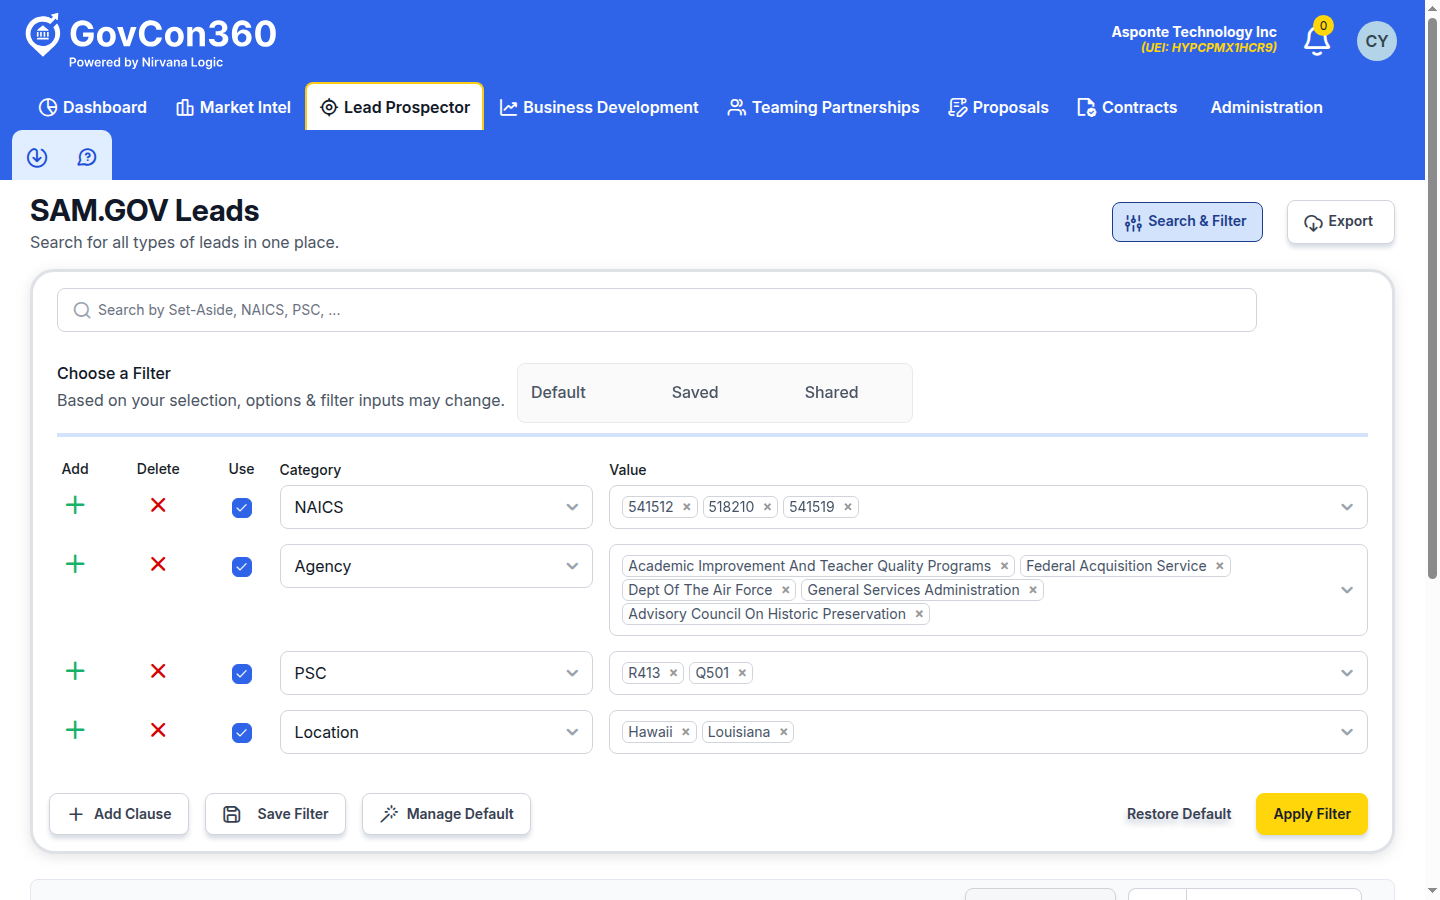 GovCon360
Powered by Nirvana Logic
Asponte Technology Inc
(UEI: HYPCPMX1HCR9)
0
CY
Dashboard
Market Intel
Lead Prospector
Business Development
Teaming Partnerships
Proposals
Contracts
Administration
SAM.GOV Leads
Search for all types of leads in one place.
Search & Filter
Export
Search by Set-Aside, NAICS, PSC, ...
Choose a Filter
Based on your selection, options & filter inputs may change.
Default
Saved
Shared
Add
Delete
Use
Category
Value
NAICS
541512 ×
518210 ×
541519 ×
Agency
Academic Improvement And Teacher Quality Programs ×
Federal Acquisition Service ×
Dept Of The Air Force ×
General Services Administration ×
Advisory Council On Historic Preservation ×
PSC
R413 ×
Q501 ×
Location
Hawaii ×
Louisiana ×
Add Clause
Save Filter
Manage Default
Restore Default
Apply Filter